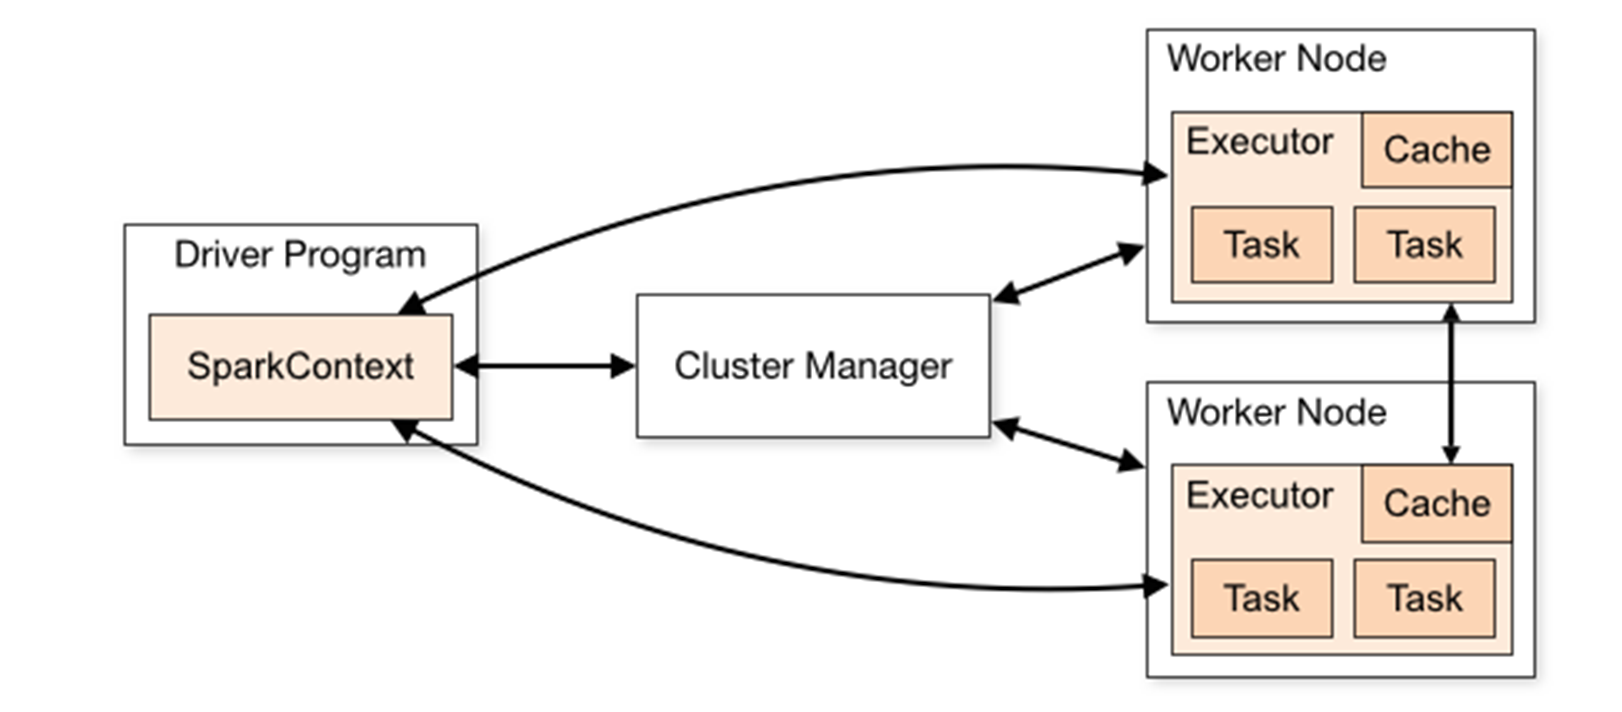 Driver Program
SparkContext
Cluster Manager
Worker Node
Executor
Cache
Task
Task
Worker Node
Executor
Cache
Task
Task